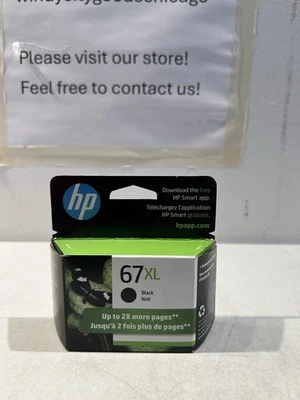 Please visit our store!
Feel free to contact us!
hp
Download the free
HP Smart app
Téléchargez l'application
HP Smart gratuite.
hpapp.com
67XL
Black
Noir
Up to 2X more pages**
Jusqu'à 2 fois plus de pages**